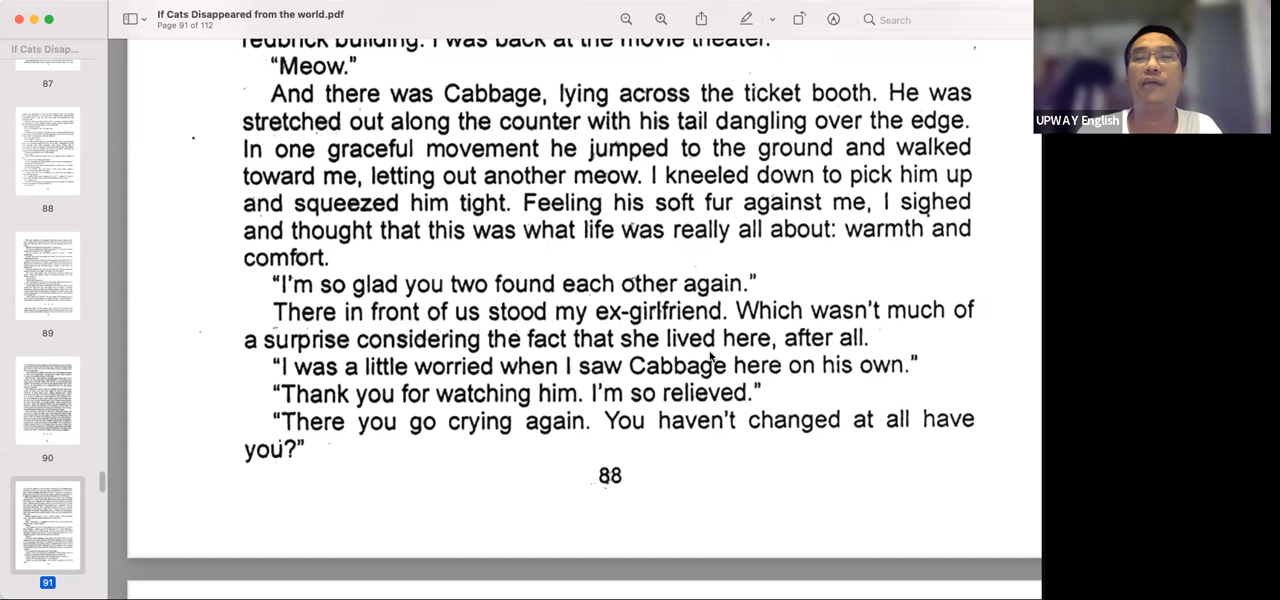 If Cats Disappeared from the world.pdf
Page 91 of 112
Search
If Cats Disap...
87
88
89
90
91
redbrick building. I was back at the movie theater.
“Meow.”
And there was Cabbage, lying across the ticket booth. He was
stretched out along the counter with his tail dangling over the edge.
In one graceful movement he jumped to the ground and walked
toward me, letting out another meow. I kneeled down to pick him up
and squeezed him tight. Feeling his soft fur against me, I sighed
and thought that this was what life was really all about: warmth and
comfort.
“I’m so glad you two found each other again.”
There in front of us stood my ex-girlfriend. Which wasn’t much of
a surprise considering the fact that she lived here, after all.
“I was a little worried when I saw Cabbage here on his own.”
“Thank you for watching him. I’m so relieved.”
“There you go crying again. You haven’t changed at all have
you?”
88
UPWAY English